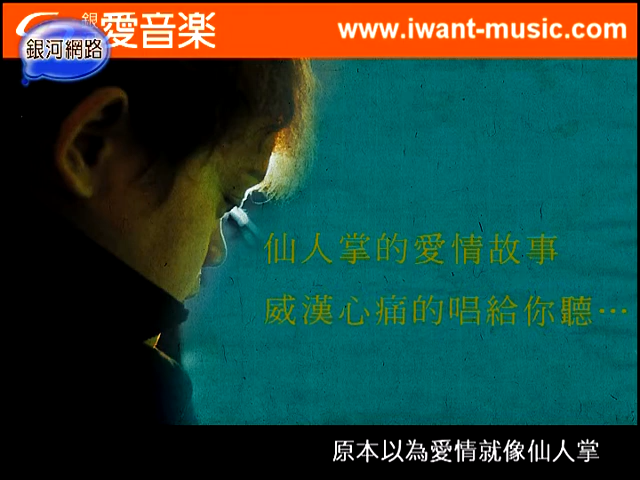 銀
愛音楽
www.iwant-music.com
銀河網路
仙人掌的愛情故事
威漢心痛的唱給你聽…
原本以為愛情就像仙人掌